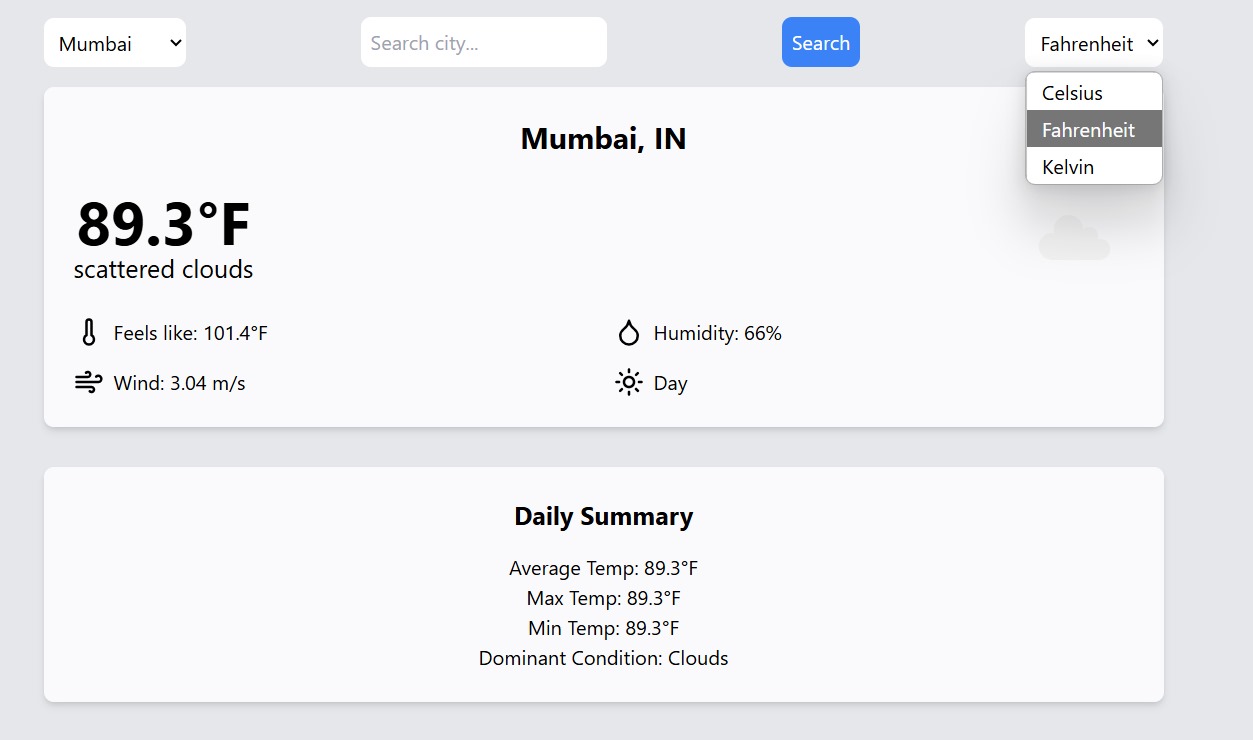 Mumbai
Search city...
Search
Fahrenheit
Celsius
Fahrenheit
Kelvin
Mumbai, IN
89.3°F
scattered clouds
Feels like: 101.4°F
Humidity: 66%
Wind: 3.04 m/s
Day
Daily Summary
Average Temp: 89.3°F
Max Temp: 89.3°F
Min Temp: 89.3°F
Dominant Condition: Clouds